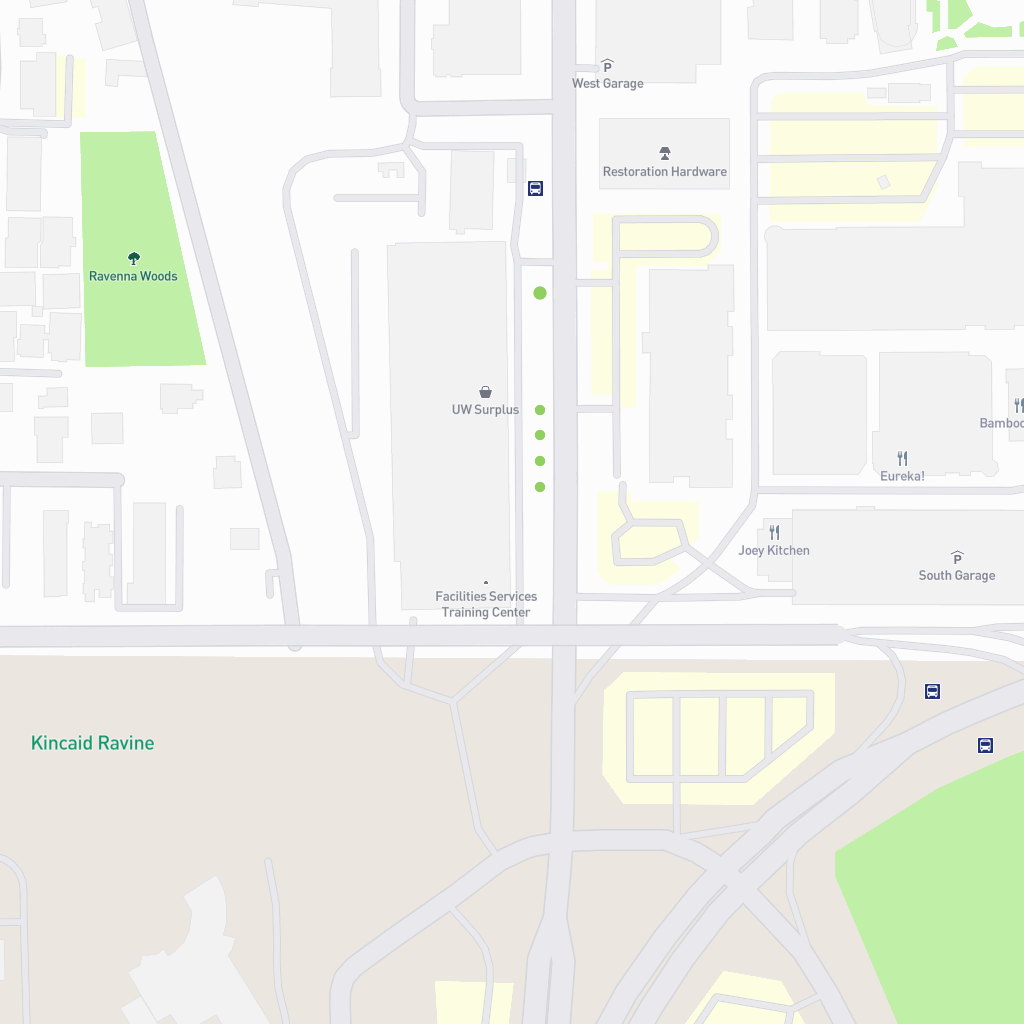 West Garage
Restoration Hardware
Ravenna Woods
UW Surplus
Bamboo
Eureka!
Joey Kitchen
South Garage
Facilities Services
Training Center
Kincaid Ravine